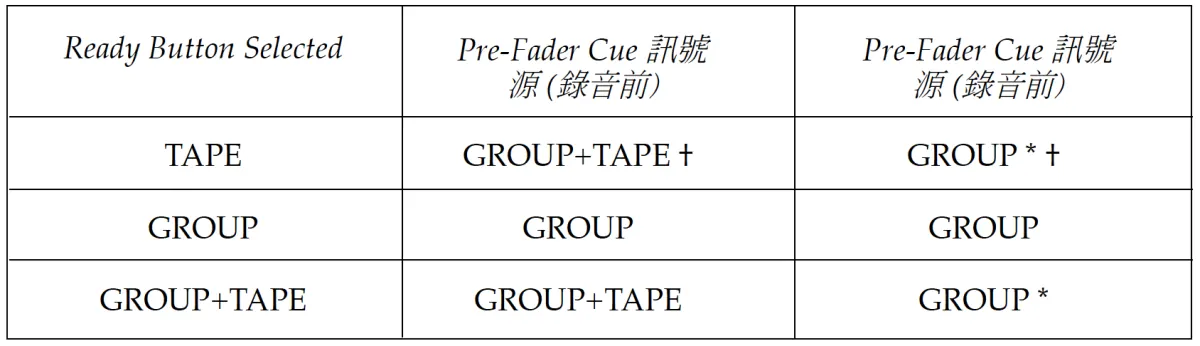 Ready Button Selected
Pre-Fader Cue 訊號
源 (錄音前)
Pre-Fader Cue 訊號
源 (錄音前)
TAPE
GROUP+TAPE †
GROUP * †
GROUP
GROUP
GROUP
GROUP+TAPE
GROUP+TAPE
GROUP *